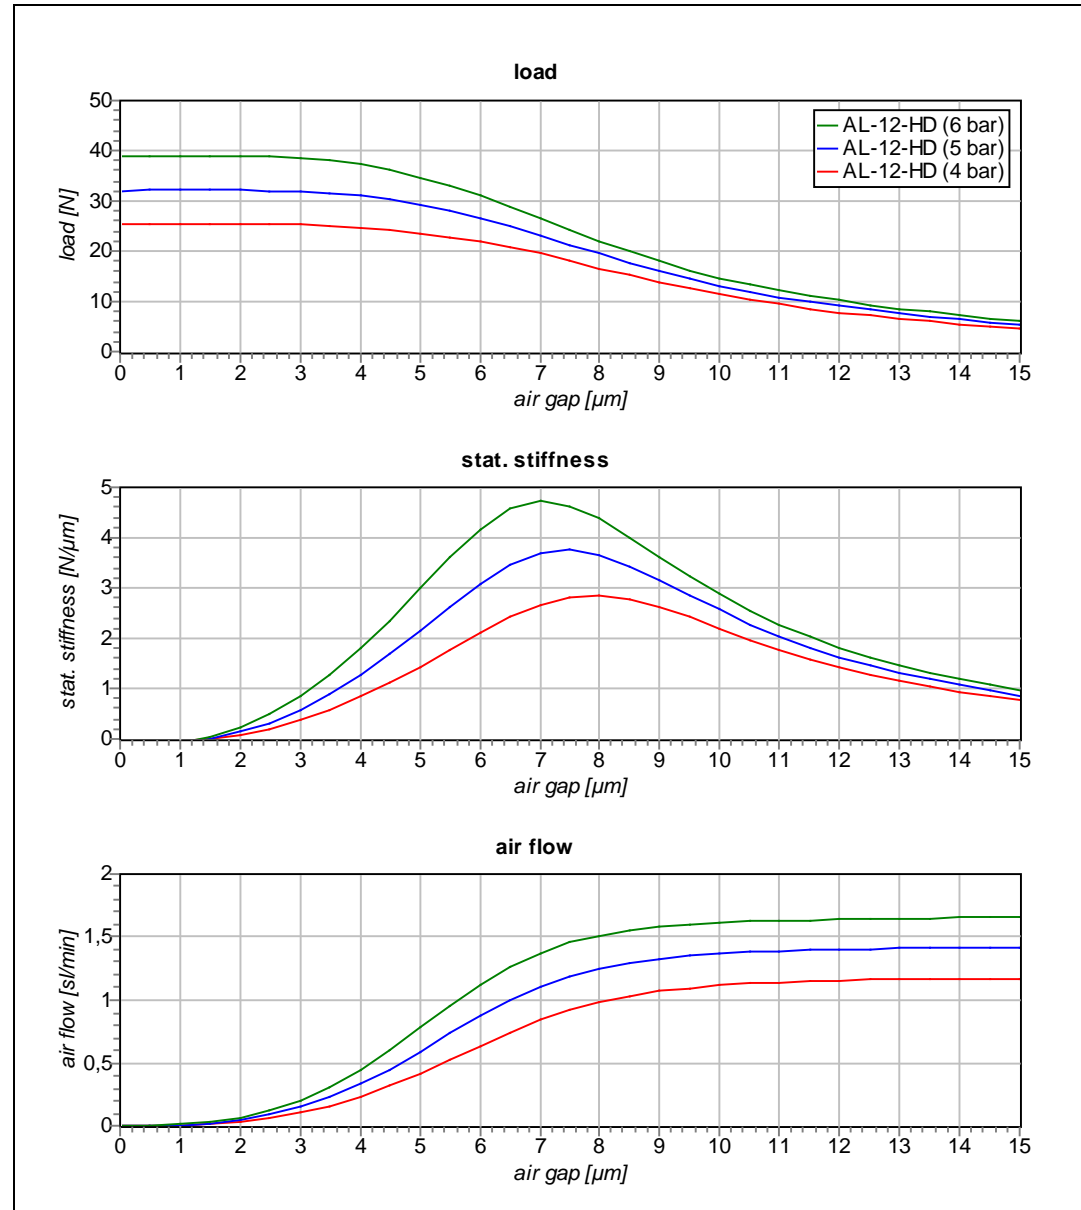 load
50
40
30
20
10
0
load [N]
AL-12-HD (6 bar)
AL-12-HD (5 bar)
AL-12-HD (4 bar)
0 1 2 3 4 5 6 7 8 9 10 11 12 13 14 15
air gap [µm]
stat. stiffness
5
4
3
2
1
0
stat. stiffness [N/µm]
0 1 2 3 4 5 6 7 8 9 10 11 12 13 14 15
air gap [µm]
air flow
2
1,5
1
0,5
0
air flow [sl/min]
0 1 2 3 4 5 6 7 8 9 10 11 12 13 14 15
air gap [µm]